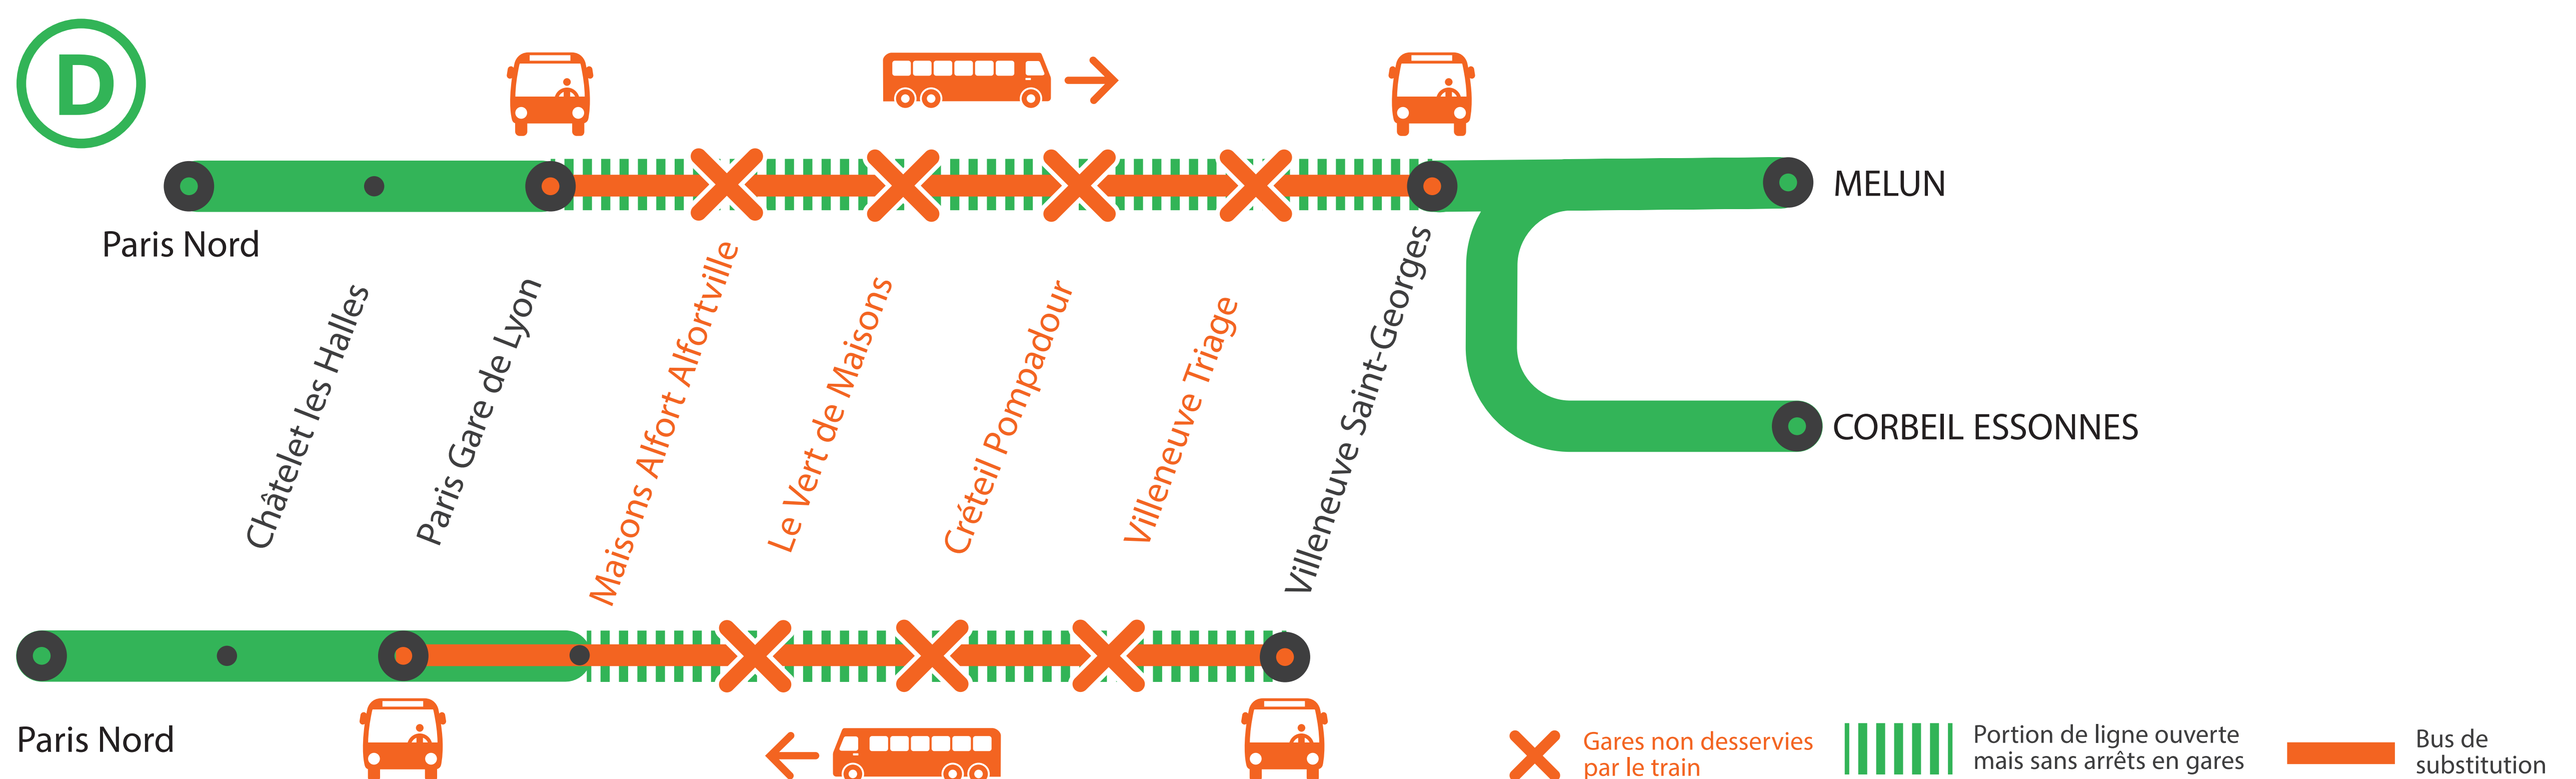 D
MELUN
Paris Nord
Châtelet les Halles
Paris Gare de Lyon
Maisons Alfort Alfortville
Le Vert de Maisons
Créteil Pompadour
Villeneuve Triage
Villeneuve Saint-Georges
CORBEIL ESSONNES
Paris Nord
Gares non desservies
par le train
Portion de ligne ouverte
mais sans arrêts en gares
Bus de
substitution